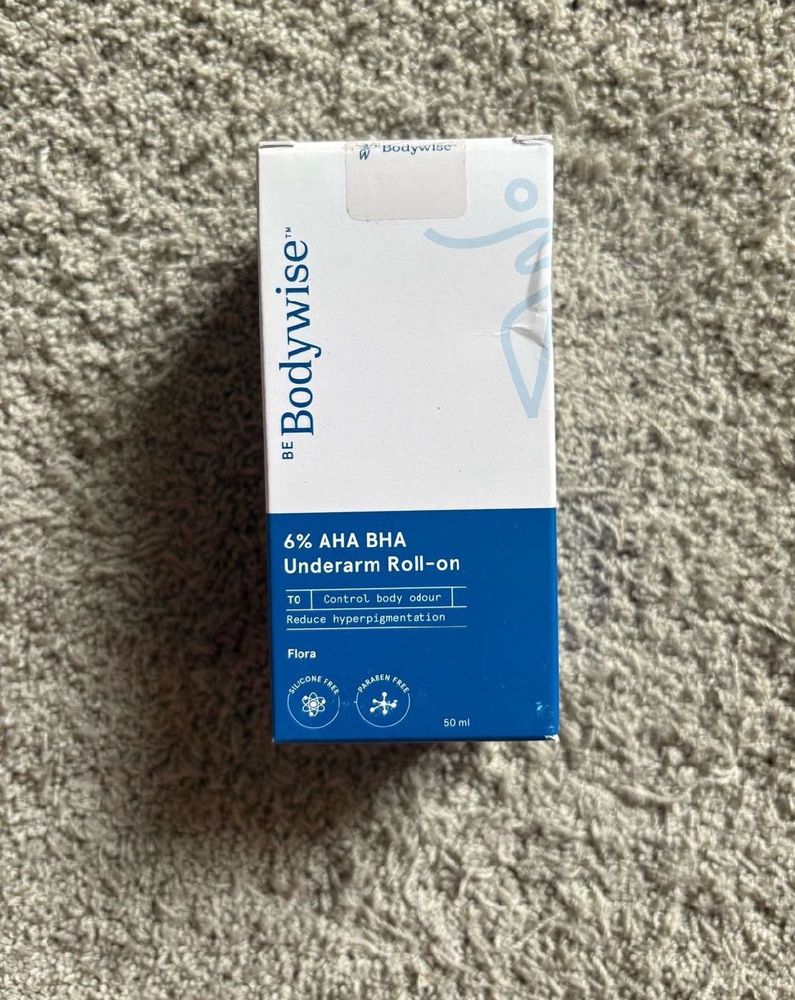 Bodywise
BE Bodywise™
6% AHA BHA
Underarm Roll-on
TO Control body odour
Reduce hyperpigmentation
Flora
SILICONE FREE
PARABEN FREE
50 ml